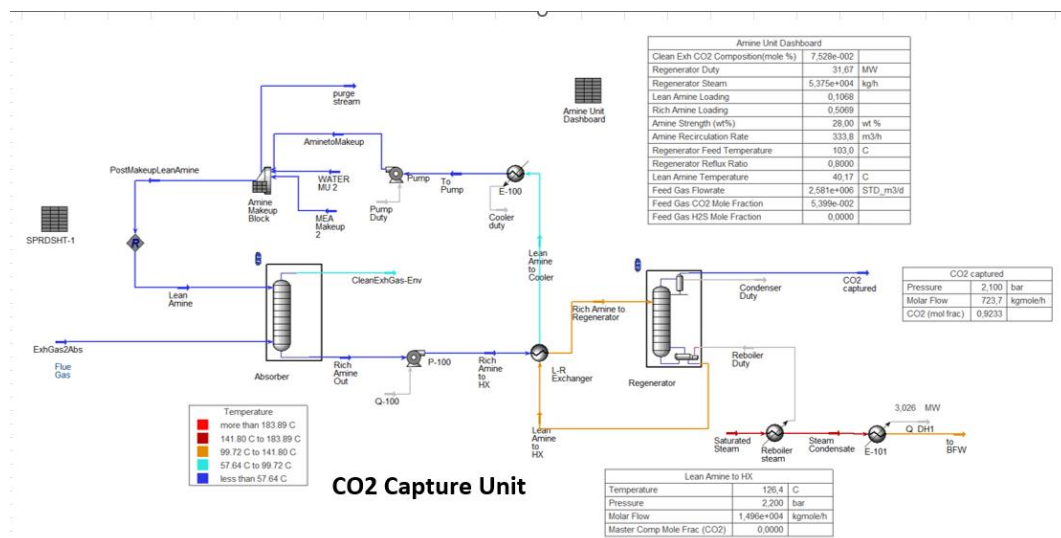 Amine Unit Dashboard
Clean Exh CO2 Composition(mole %) 7,528e-002
Regenerator Duty 31,67 MW
Regenerator Steam 5,375e+004 kg/h
Lean Amine Loading 0,1068
Rich Amine Loading 0,5069
Amine Strength (wt%) 28,00 wt %
Amine Recirculation Rate 333,8 m3/h
Regenerator Feed Temperature 103,0 C
Regenerator Reflux Ratio 0,8000
Lean Amine Temperature 40,17 C
Feed Gas Flowrate 2,581e+006 STD_m3/d
Feed Gas CO2 Mole Fraction 5,399e-002
Feed Gas H2S Mole Fraction 0,0000
purge
stream
Amine Unit
Dashboard
AminetoMakeup
PostMakeupLeanAmine
WATER
MU 2
Pump
To
Pump
E-100
Amine
Makeup
Block
MEA
Makeup
2
Pump
Duty
Cooler
duty
SPRDSHT-1
R
Lean
Amine
to
Cooler
CleanExhGas-Env
Lean
Amine
Condenser
Duty
CO2
captured
CO2 captured
Pressure 2,100 bar
Molar Flow 723,7 kgmole/h
CO2 (mol frac) 0,9233
Rich Amine to
Regenerator
ExhGas2Abs
Flue
Gas
Absorber
Rich
Amine
Out
P-100
Rich
Amine
to
HX
L-R
Exchanger
Regenerator
Reboiler
Duty
Q-100
Temperature
more than 183.89 C
141.80 C to 183.89 C
99.72 C to 141.80 C
57.64 C to 99.72 C
less than 57.64 C
Lean
Amine
to
HX
3,026 MW
Q_DH1
Saturated
Steam
Reboiler
steam
Steam
Condensate
E-101
to
BFW
CO2 Capture Unit
Lean Amine to HX
Temperature 126,4 C
Pressure 2,200 bar
Molar Flow 1,496e+004 kgmole/h
Master Comp Mole Frac (CO2) 0,0000